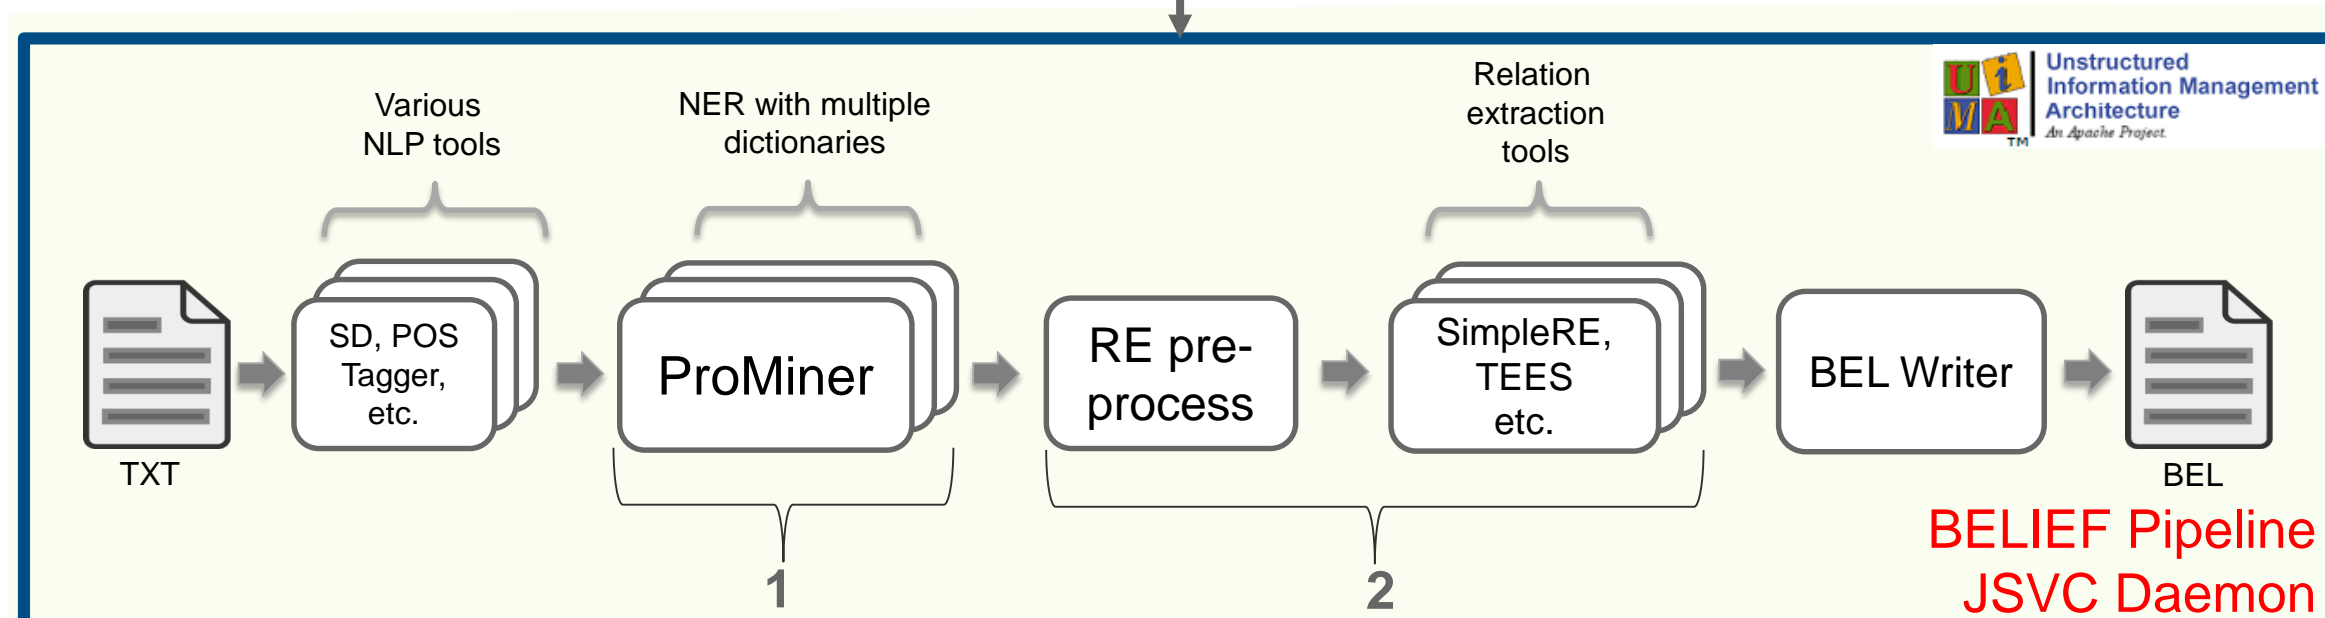 Unstructured
Information Management
Architecture
An Apache Project.
UiMA
TM
Various
NLP tools
NER with multiple
dictionaries
Relation
extraction
tools
TXT
SD, POS
Tagger,
etc.
ProMiner
RE pre-
process
SimpleRE,
TEES
etc.
BEL Writer
BEL
1
2
BELIEF Pipeline
JSVC Daemon